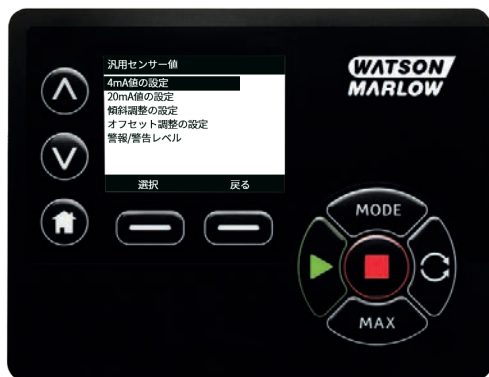 汎用センサー値
4mA値の設定
20mA値の設定
傾斜調整の設定
オフセット調整の設定
警報/警告レベル
選択 戻る
WATSON
MARLOW
MODE
MAX